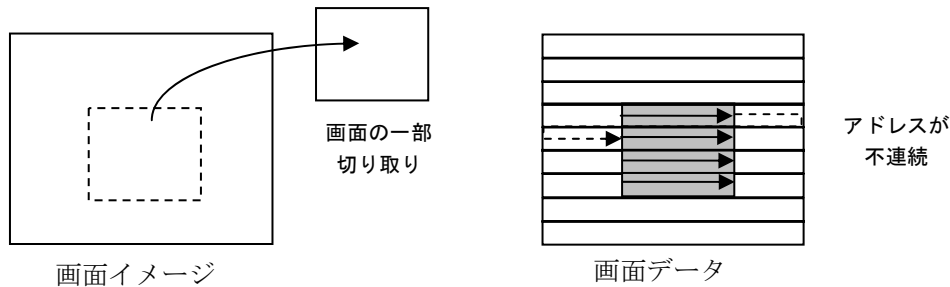 画面の一部
切り取り
アドレスが
不連続
画面イメージ
画面データ